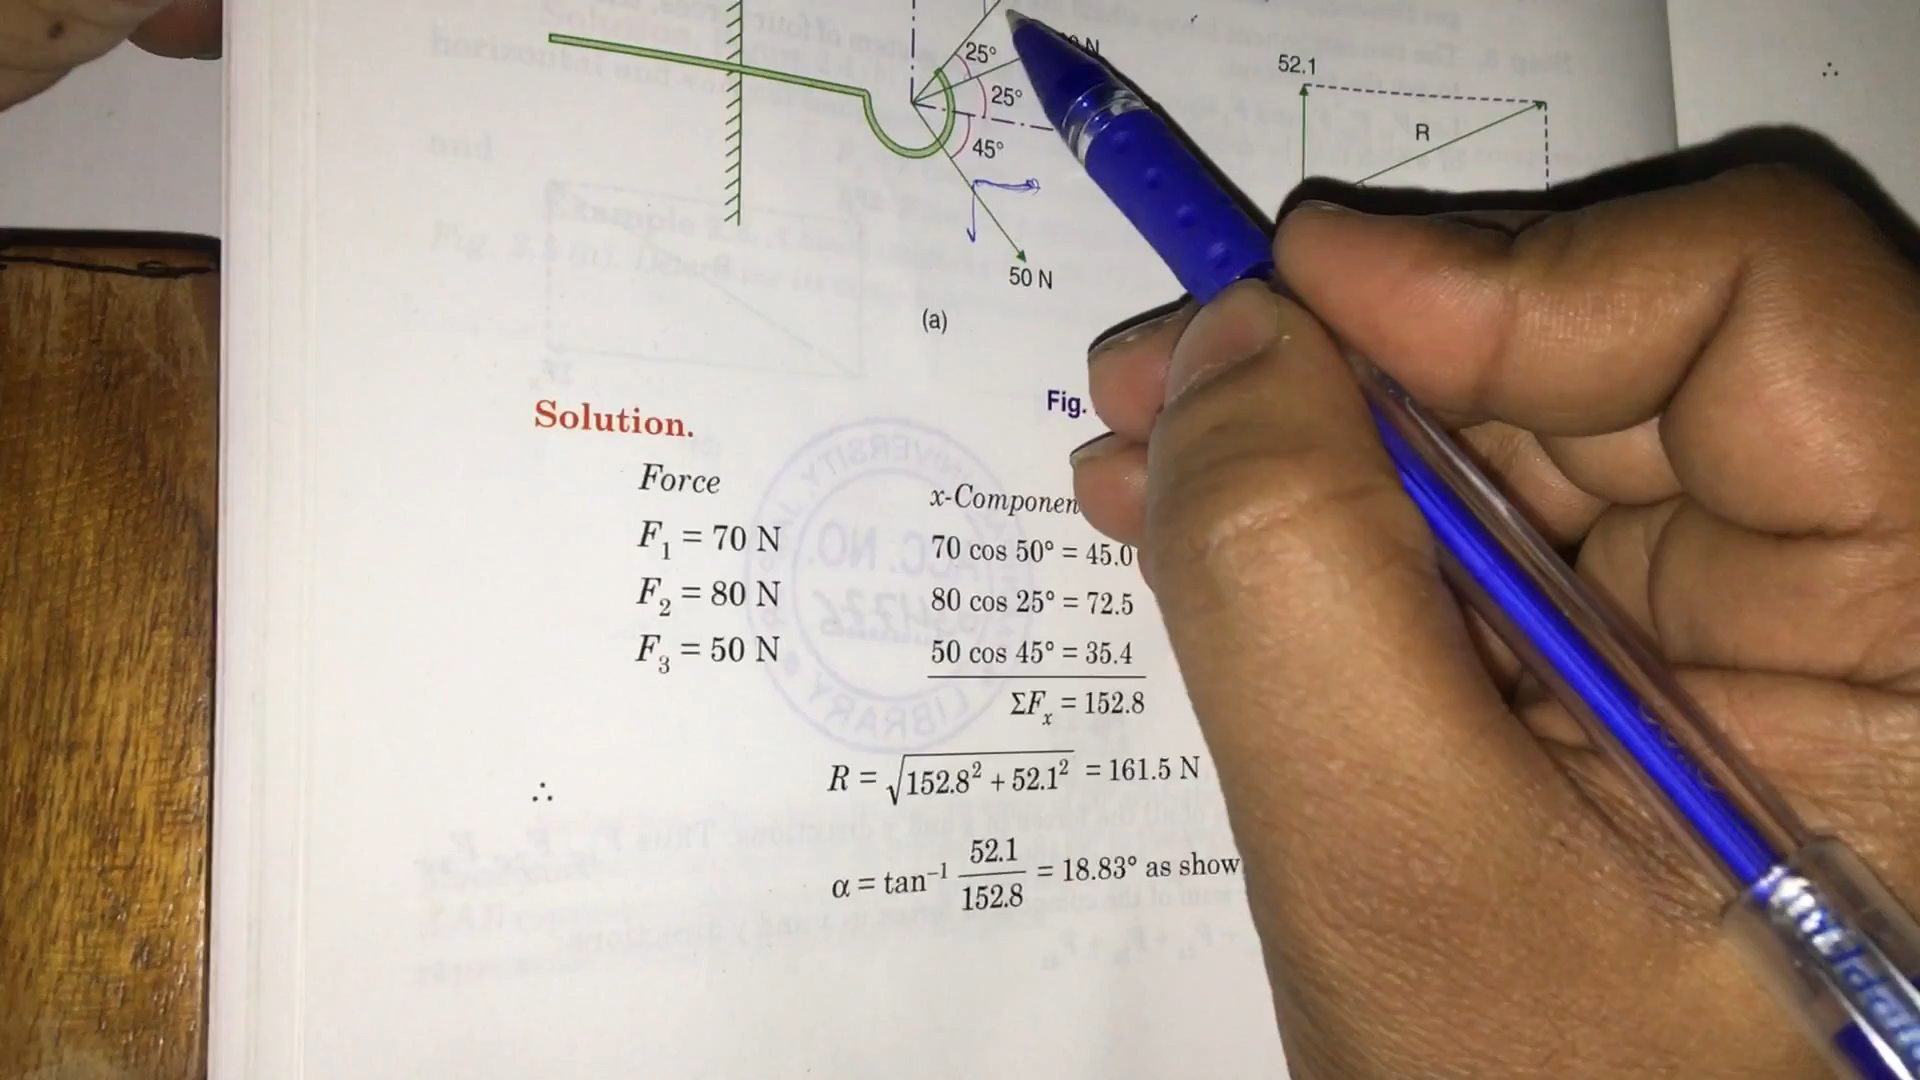 25°
25°
45°
50 N
(a)
52.1
R
Fig.
Solution.
Force x-Componen
F₁ = 70 N 70 cos 50° = 45.0
F₂ = 80 N 80 cos 25° = 72.5
F₃ = 50 N 50 cos 45° = 35.4
ΣFₓ = 152.8
∴ R = √152.8² + 52.1² = 161.5 N
α = tan⁻¹ 52.1/152.8 = 18.83° as show
∴